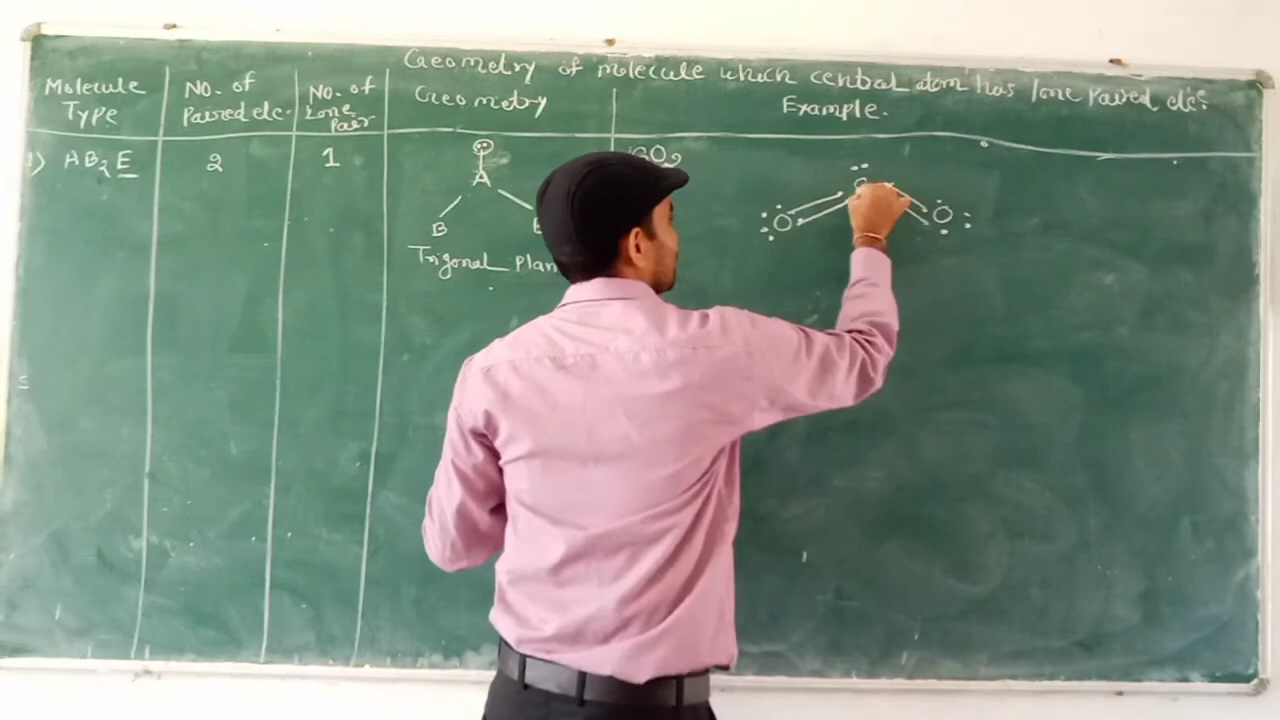 Geometry of molecule which central atom has lone paired elc.
Molecule Type
No. of Paired elc.
No. of Lone Pair
Geometry
Example.
1) AB₂E
2
1
A
B
Trigonal Plan
SO₂
O
O